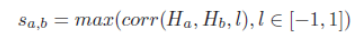 s_{a,b} = max(corr(H_a, H_b, l), l ∈ [−1, 1])